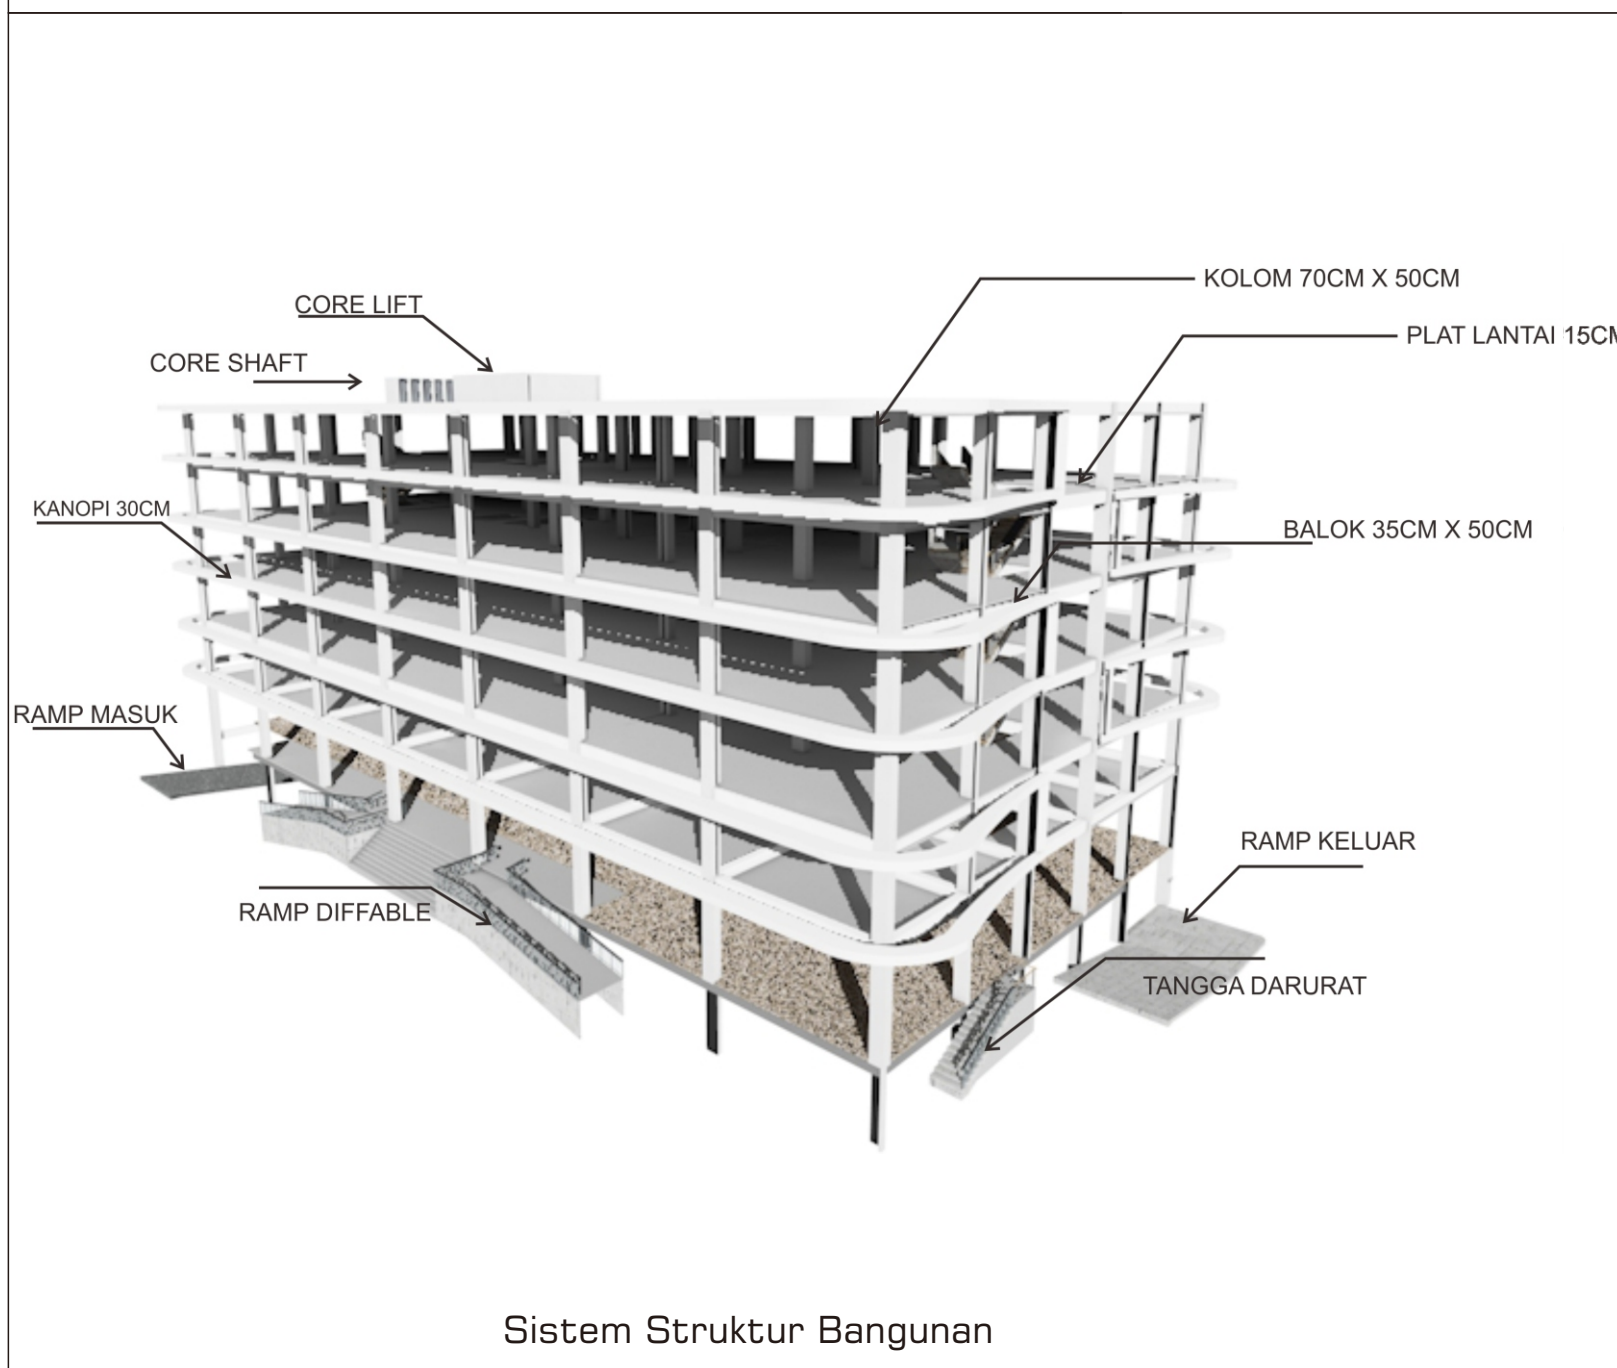 KOLOM 70CM X 50CM
CORE LIFT
PLAT LANTAI 15CM
CORE SHAFT
KANOPI 30CM
BALOK 35CM X 50CM
RAMP MASUK
RAMP KELUAR
RAMP DIFFABLE
TANGGA DARURAT
Sistem Struktur Bangunan